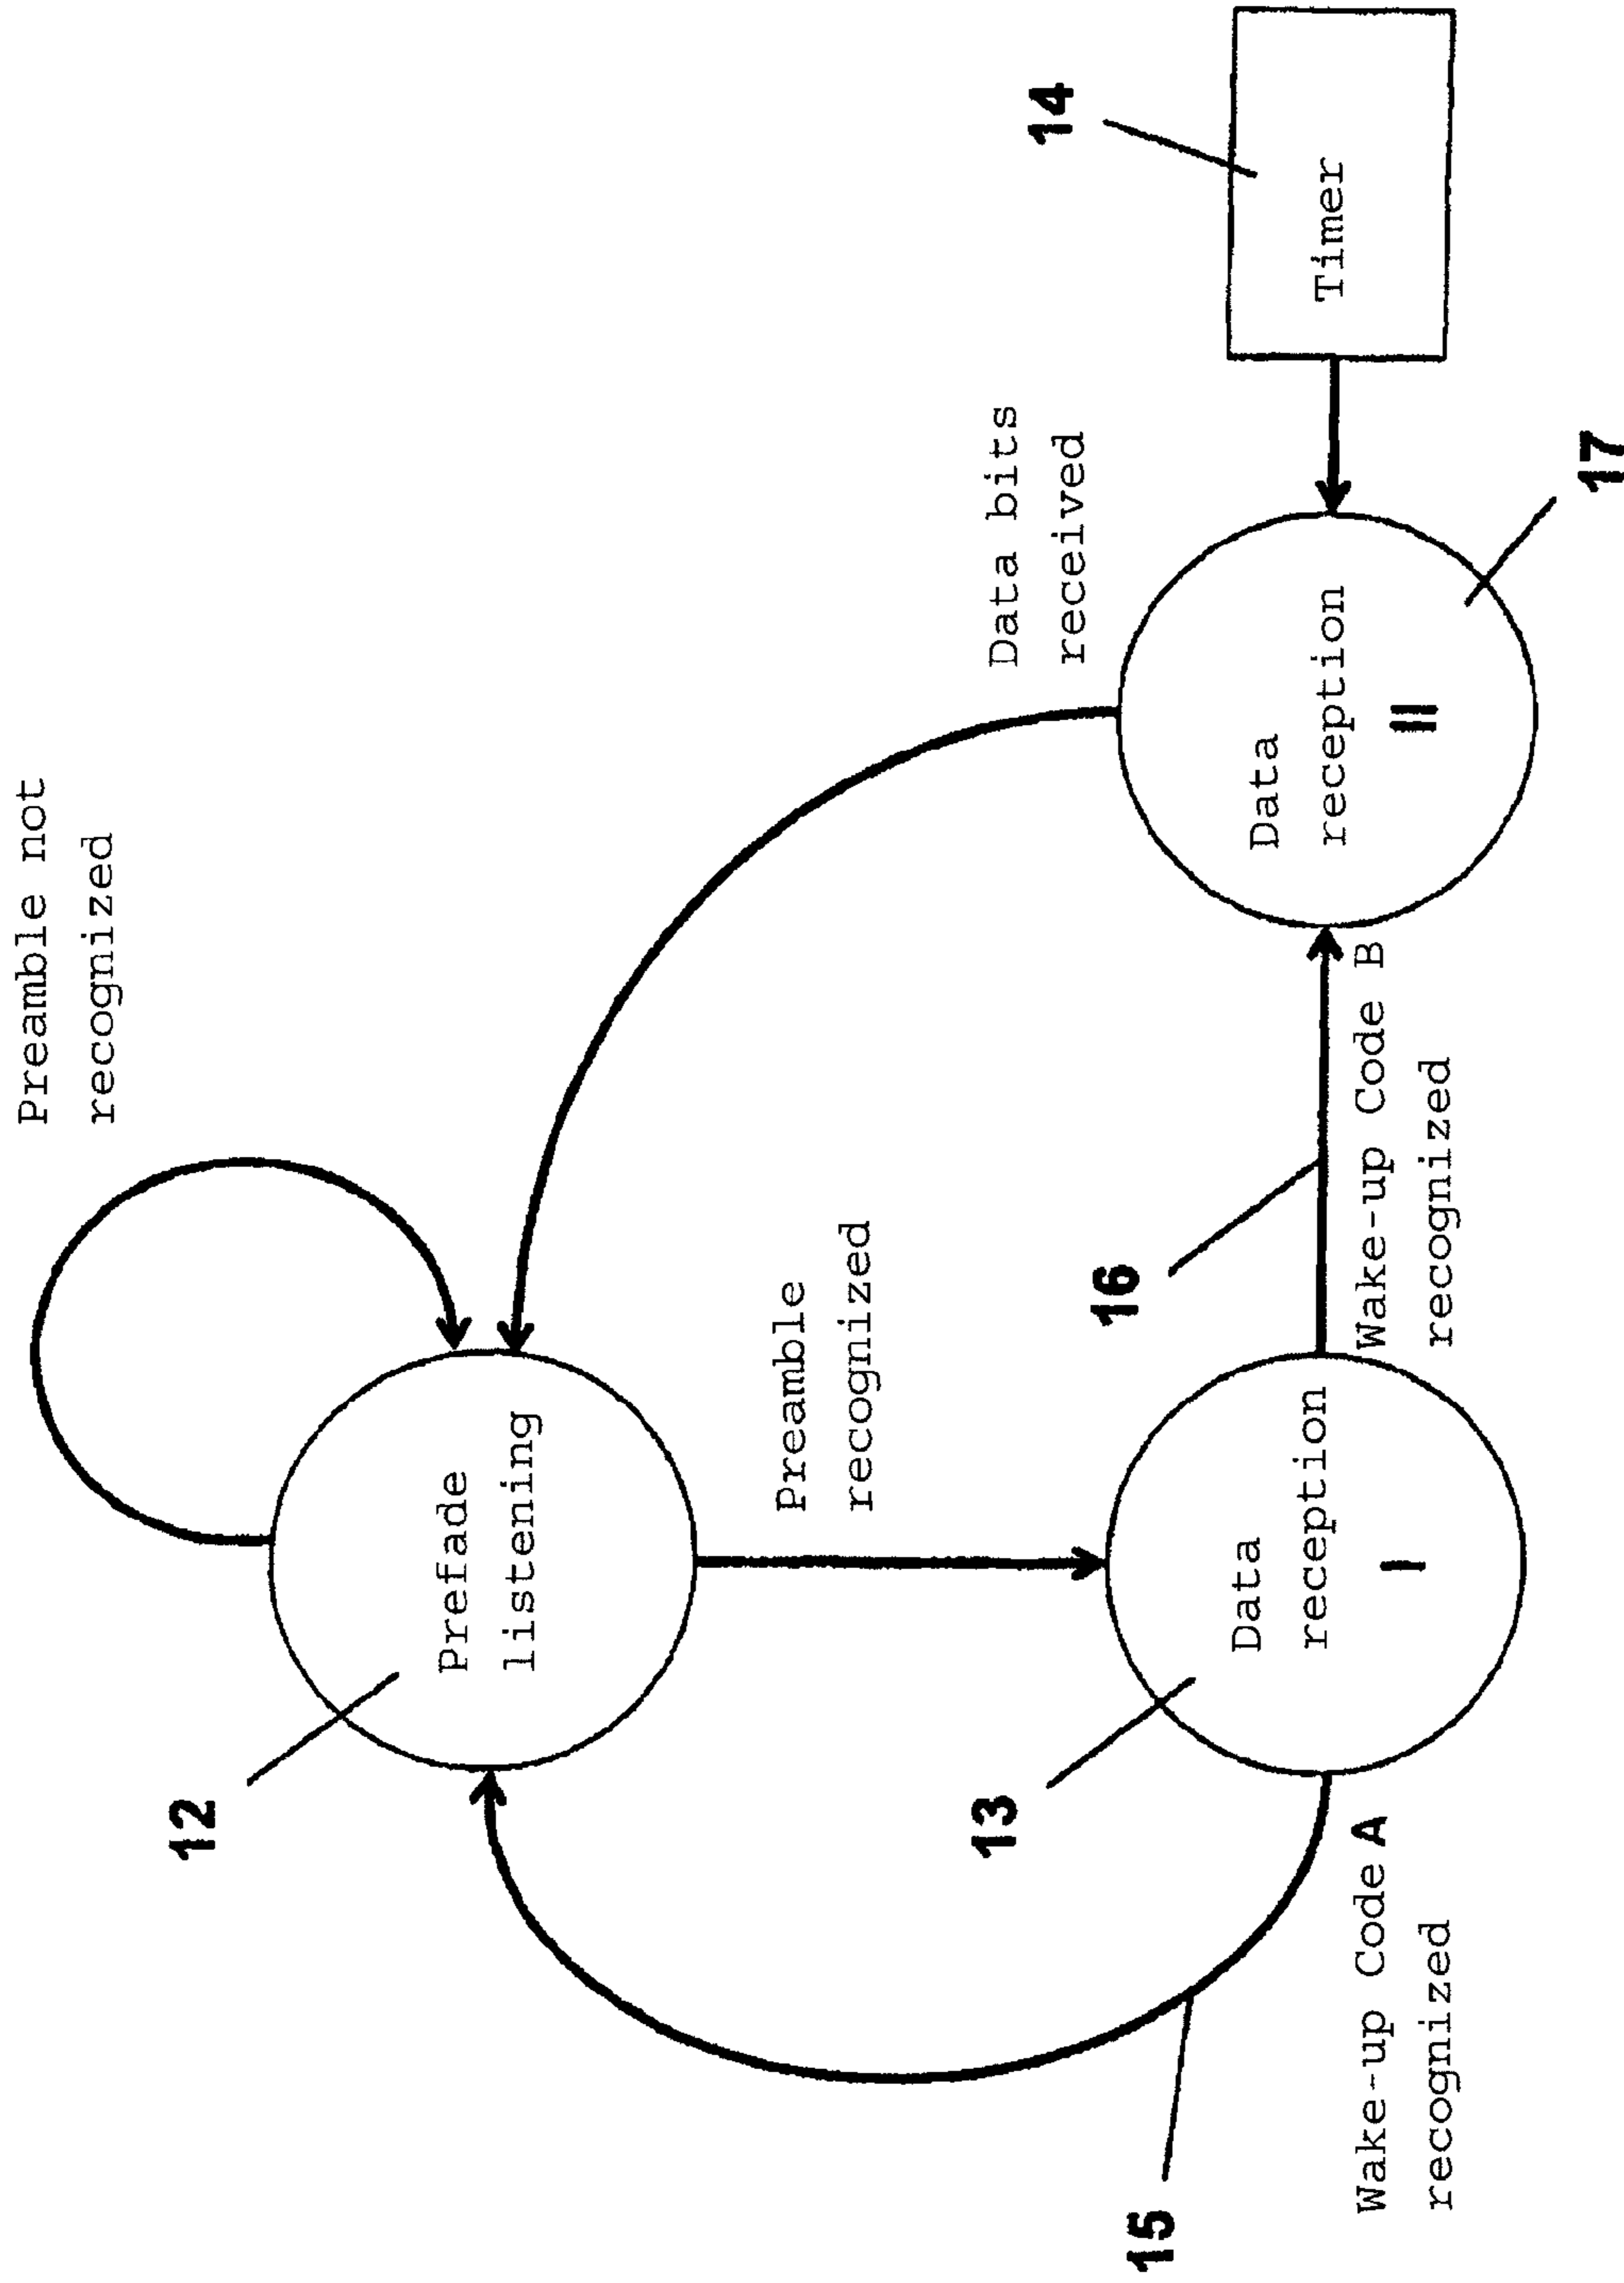 Preamble not
recognized
12
Prefade
listening
Preamble
recognized
Data bits
received
14
Timer
13
Data
reception
I
16
Data
reception
II
17
15
Wake-up Code A
recognized
Wake-up Code B
recognized